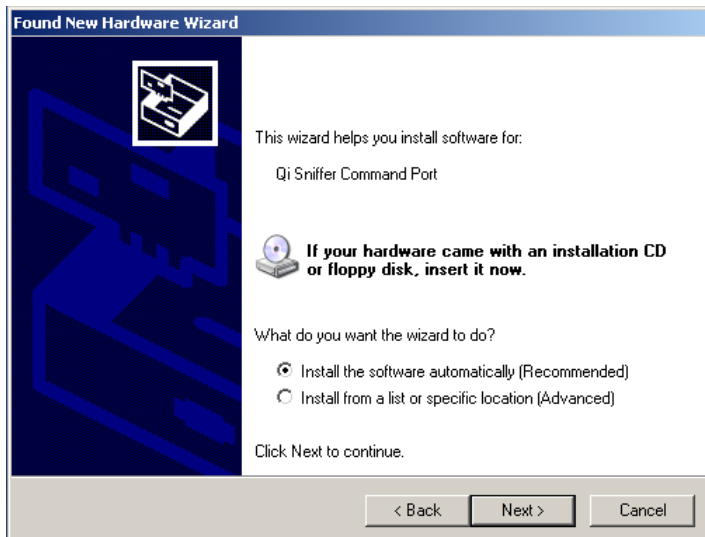 Found New Hardware Wizard
This wizard helps you install software for:
Qi Sniffer Command Port
If your hardware came with an installation CD
or floppy disk, insert it now.
What do you want the wizard to do?
Install the software automatically (Recommended)
Install from a list or specific location (Advanced)
Click Next to continue.
< Back Next > Cancel